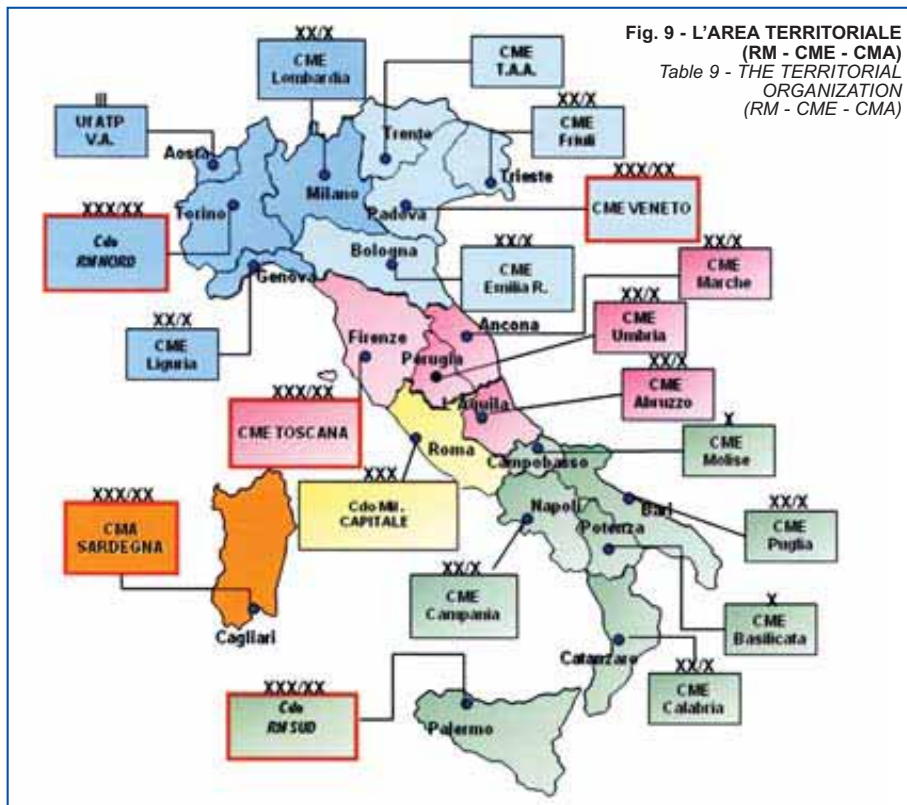 Fig. 9 - L'AREA TERRITORIALE
(RM - CME - CMA)
Table 9 - THE TERRITORIAL
ORGANIZATION
(RM - CME - CMA)
XX/X
CME
Lombardia
CME
T.A.A.
III
Uf ATP
V.A.
XX/X
CME
Friuli
Trento
Aosta
Trieste
Milano
XXX/XX
CME VENETO
XXX/XX
Cdo
RM NORD
Torino
Padova
Bologna
XX/X
CME
Emilia R.
XX/X
CME
Marche
Genova
XX/X
CME
Liguria
Ancona
XX/X
CME
Umbria
Firenze
Perugia
XX/X
CME
Abruzzo
XXX/XX
CME TOSCANA
L'Aquila
X
CME
Molise
Roma
Campobasso
XXX
Cdo Mil.
CAPITALE
XXX/XX
CMA
SARDEGNA
Napoli
Bari
XX/X
CME
Puglia
Potenza
XX/X
CME
Campania
X
CME
Basilicata
Cagliari
Catanzaro
XX/X
CME
Calabria
XXX/XX
Cdo
RM SUD
Palermo